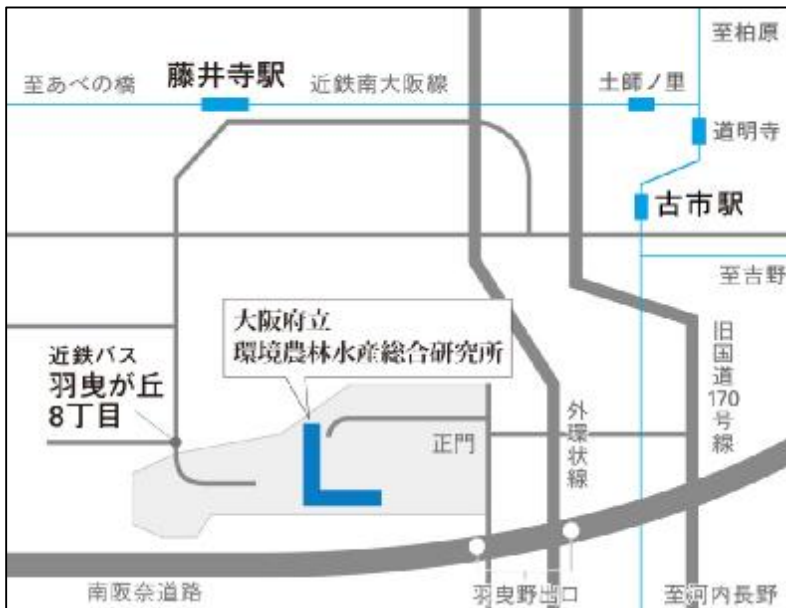 至柏原
至あべの橋
藤井寺駅
近鉄南大阪線
土師ノ里
道明寺
古市駅
至吉野
大阪府立
環境農林水産総合研究所
近鉄バス
羽曳が丘
8丁目
正門
外環状線
旧国道170号線
南阪奈道路
羽曳野出口
至河内長野